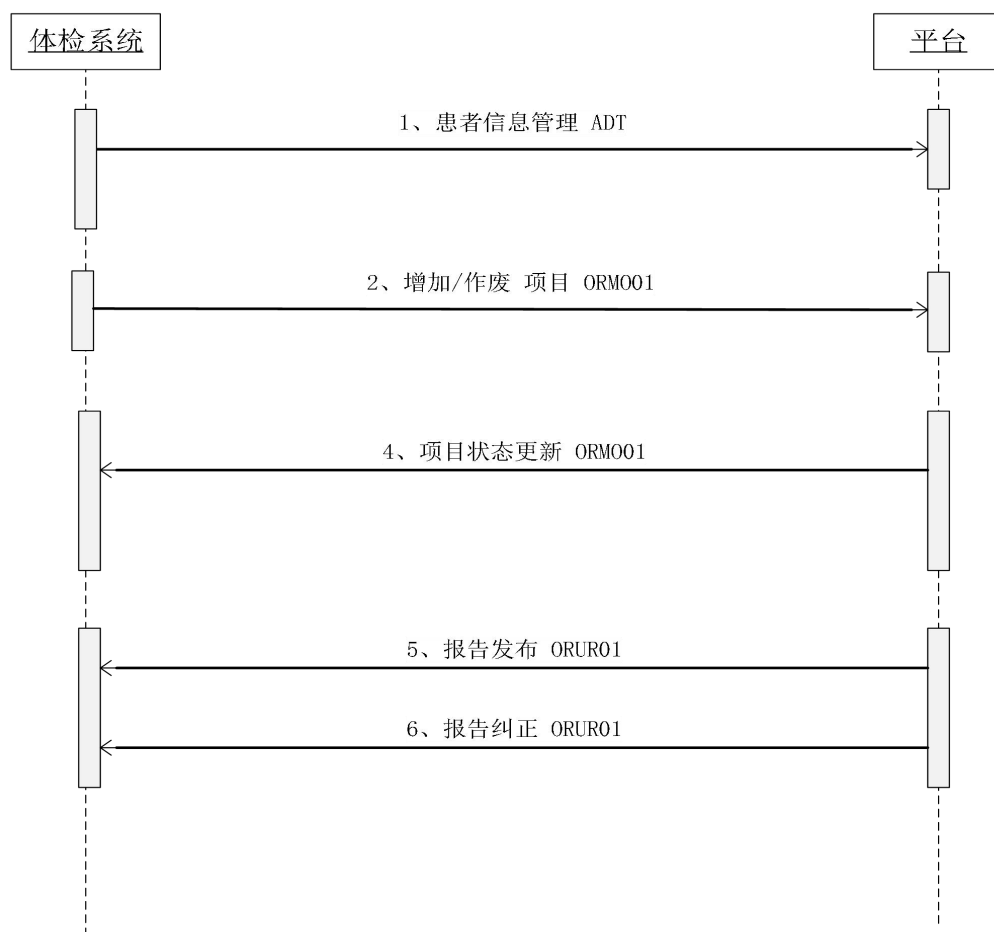 体检系统
平台
1、患者信息管理 ADT
2、增加/作废 项目 ORMO01
4、项目状态更新 ORMO01
5、报告发布 ORUR01
6、报告纠正 ORUR01